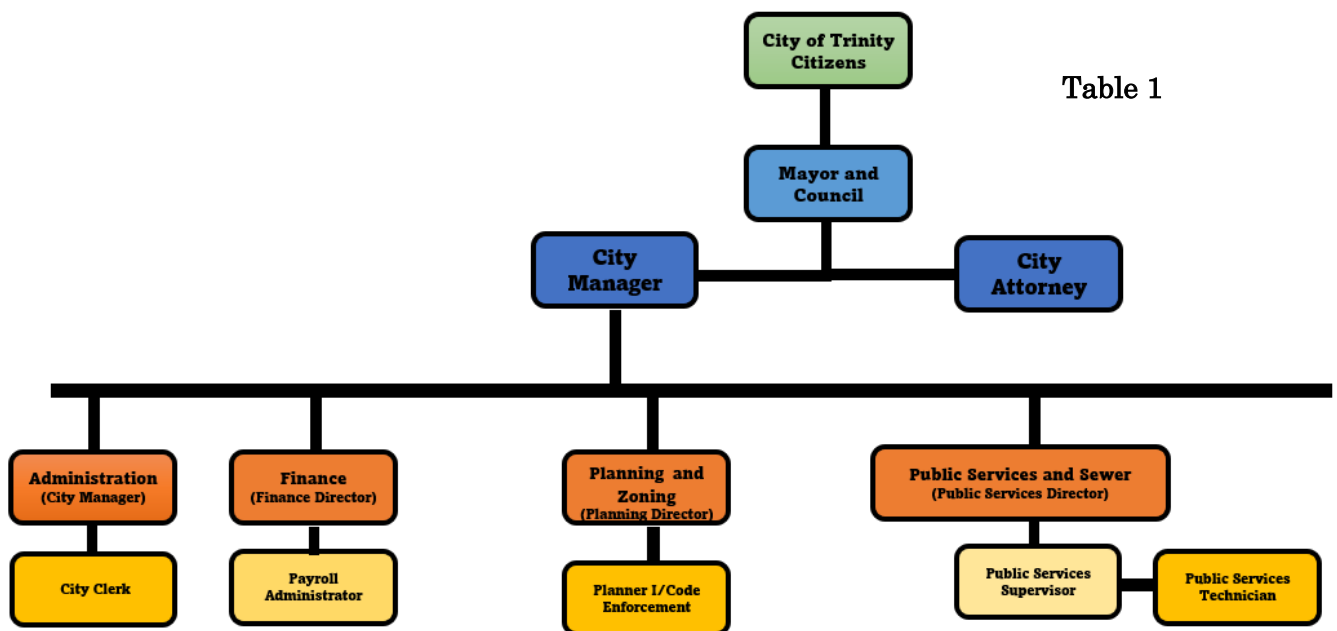 City of Trinity
Citizens
Table 1
Mayor and
Council
City
Manager
City
Attorney
Administration
(City Manager)
Finance
(Finance Director)
Planning and
Zoning
(Planning Director)
Public Services and Sewer
(Public Services Director)
City Clerk
Payroll
Administrator
Planner I/Code
Enforcement
Public Services
Supervisor
Public Services
Technician